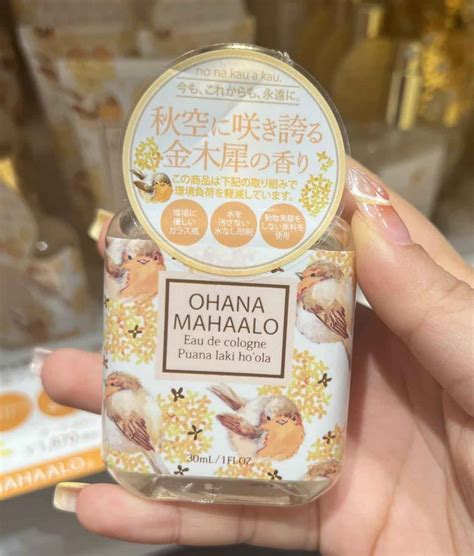 no na kau a kau.
今も、これからも、永遠に。
秋空に咲き誇る
金木犀の香り
この商品は下記の取り組みで
環境負荷を軽減しています。
環境に
優しい
ガラス瓶
水を
汚さない
水なし印刷
動物実験を
しない原料を
使用
OHANA
MAHAALO
Eau de cologne
Puana laki ho'ola
30mL/1FLOZ
MAHAALO